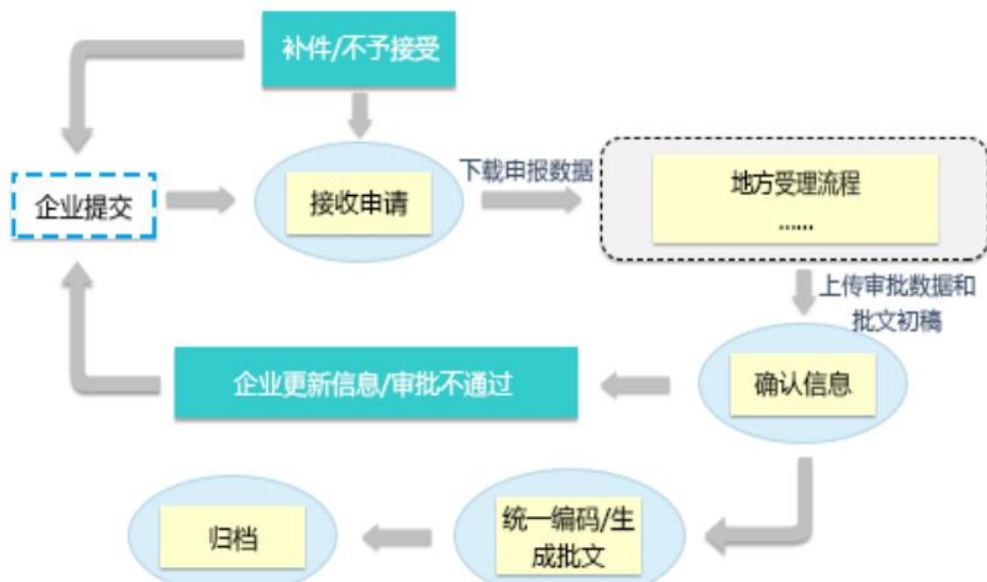 补件/不予接受
下载申报数据
地方受理流程
......
企业提交
接收申请
上传审批数据和
批文初稿
企业更新信息/审批不通过
确认信息
归档
统一编码/生
成批文